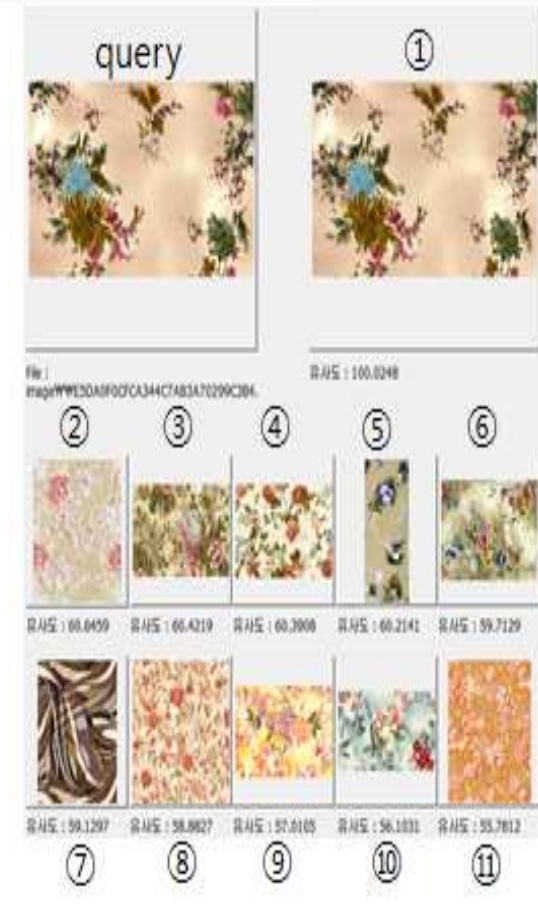 query
①
File :
유사도 : 100.0248
② ③ ④ ⑤ ⑥
유사도 : 60.8459 유사도 : 60.4219 유사도 : 60.3908 유사도 : 60.2141 유사도 : 59.7129
유사도 : 59.1297 유사도 : 58.8827 유사도 : 57.0105 유사도 : 56.1031 유사도 : 55.7812
⑦ ⑧ ⑨ ⑩ ⑪